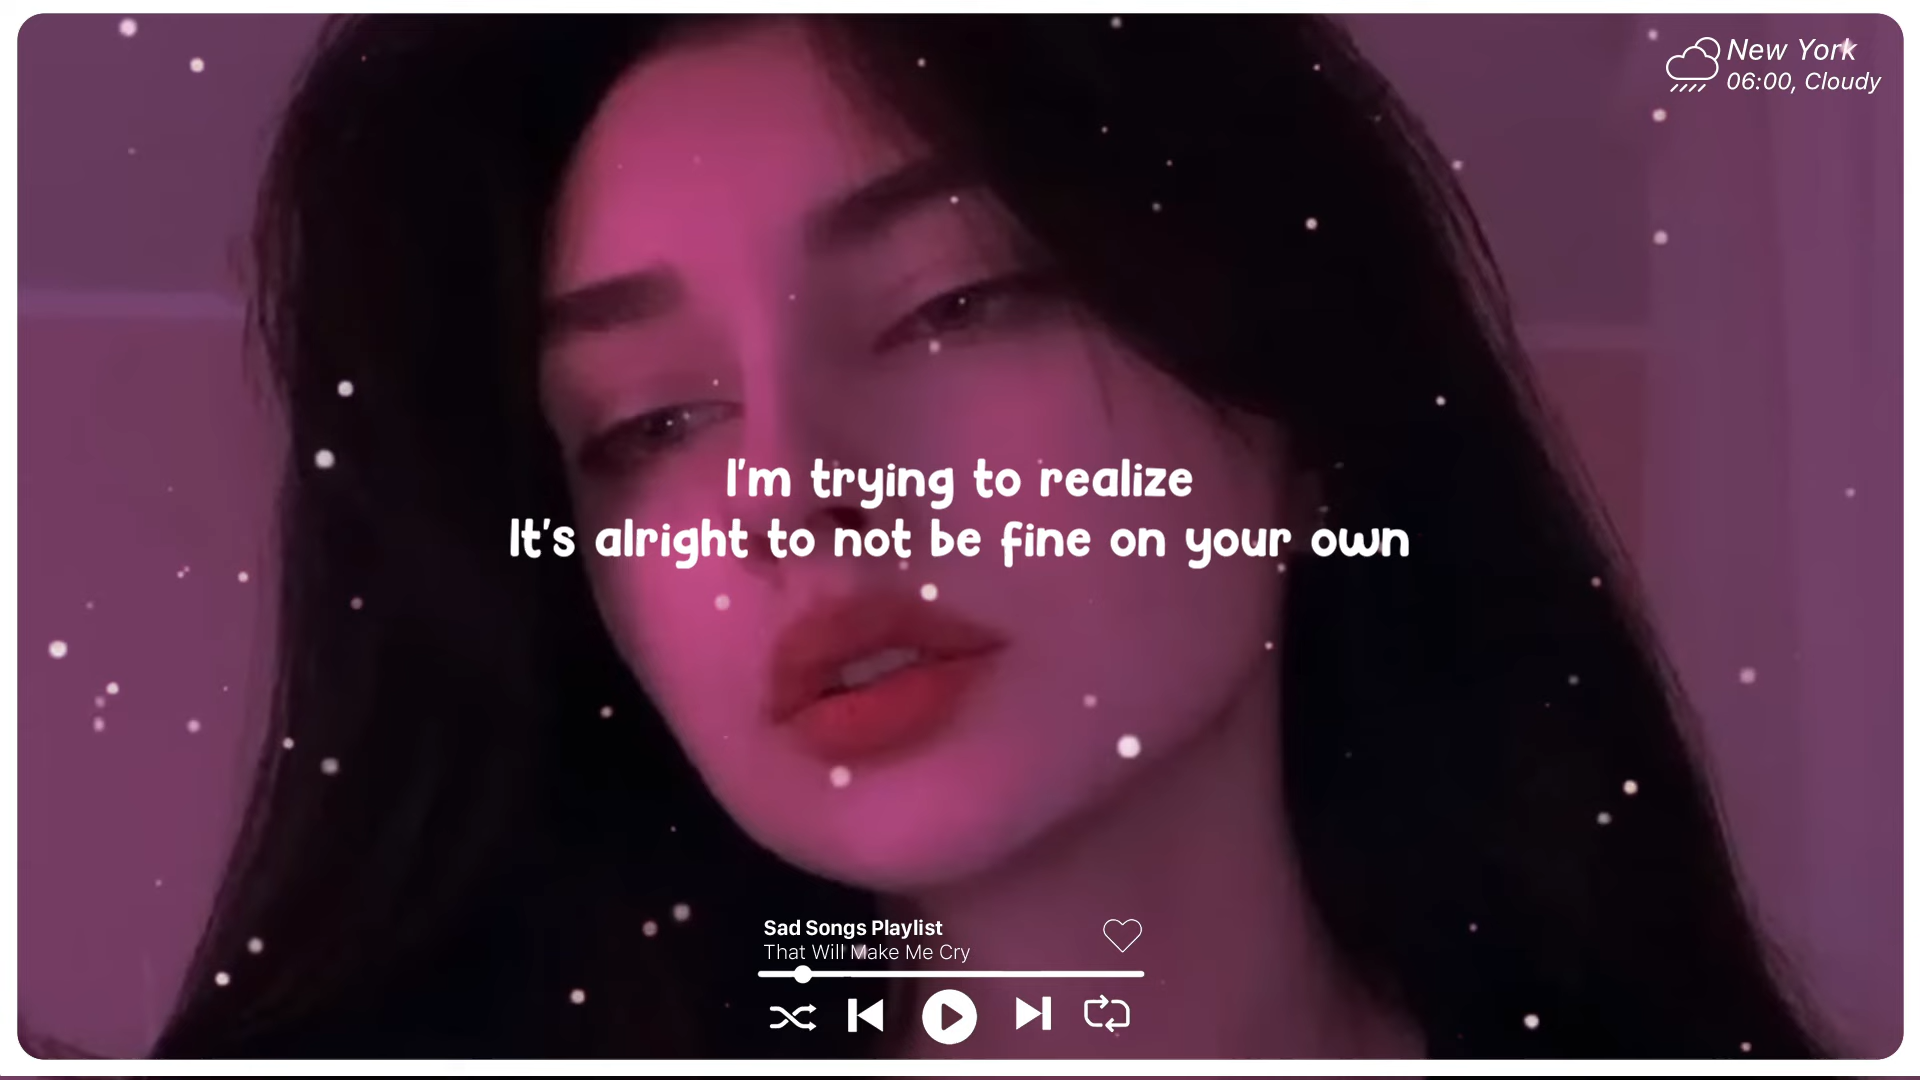 New York
06:00, Cloudy
I'm trying to realize
It's alright to not be fine on your own
Sad Songs Playlist
That Will Make Me Cry